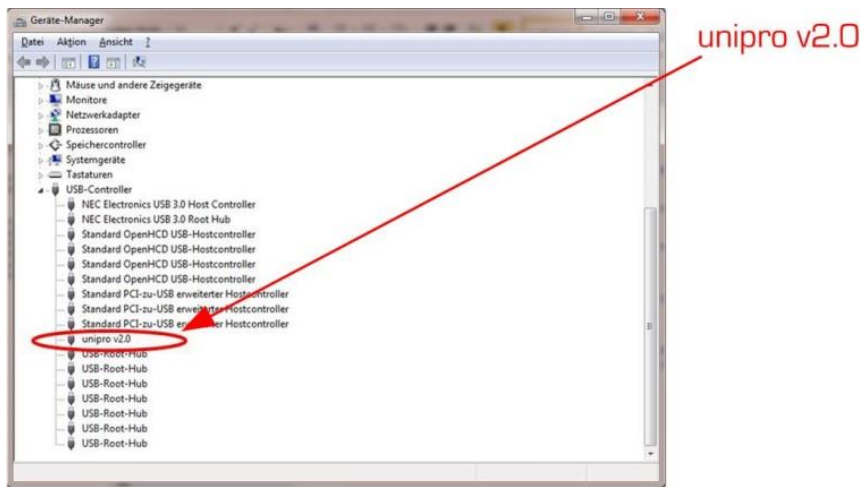 Geräte-Manager
unipro v2.0
Datei Aktion Ansicht ?
Mäuse und andere Zeigegeräte
Monitore
Netzwerkadapter
Prozessoren
Speichercontroller
Systemgeräte
Tastaturen
USB-Controller
NEC Electronics USB 3.0 Host Controller
NEC Electronics USB 3.0 Root Hub
Standard OpenHCD USB-Hostcontroller
Standard OpenHCD USB-Hostcontroller
Standard OpenHCD USB-Hostcontroller
Standard OpenHCD USB-Hostcontroller
Standard PCI-zu-USB erweiterter Hostcontroller
Standard PCI-zu-USB erweiterter Hostcontroller
Standard PCI-zu-USB erweiterter Hostcontroller
unipro v2.0
USB-Root-Hub
USB-Root-Hub
USB-Root-Hub
USB-Root-Hub
USB-Root-Hub
USB-Root-Hub
USB-Root-Hub